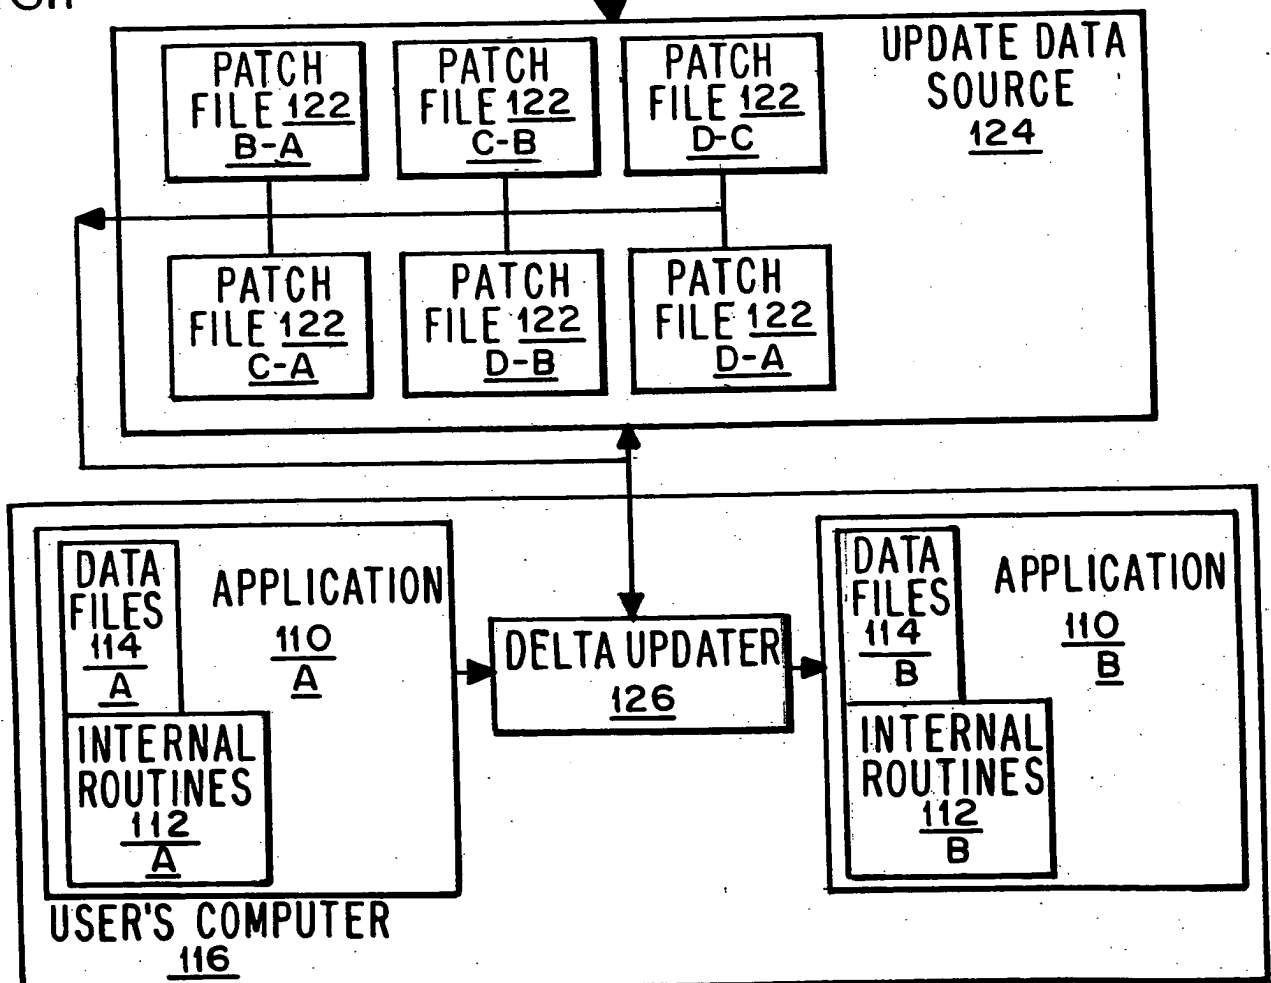 UPDATE DATA
SOURCE
124
PATCH
FILE 122
B-A
PATCH
FILE 122
C-B
PATCH
FILE 122
D-C
PATCH
FILE 122
C-A
PATCH
FILE 122
D-B
PATCH
FILE 122
D-A
DATA
FILES
114
A
APPLICATION
110
A
INTERNAL
ROUTINES
112
A
DELTA UPDATER
126
DATA
FILES
114
B
APPLICATION
110
B
INTERNAL
ROUTINES
112
B
USER'S COMPUTER
116